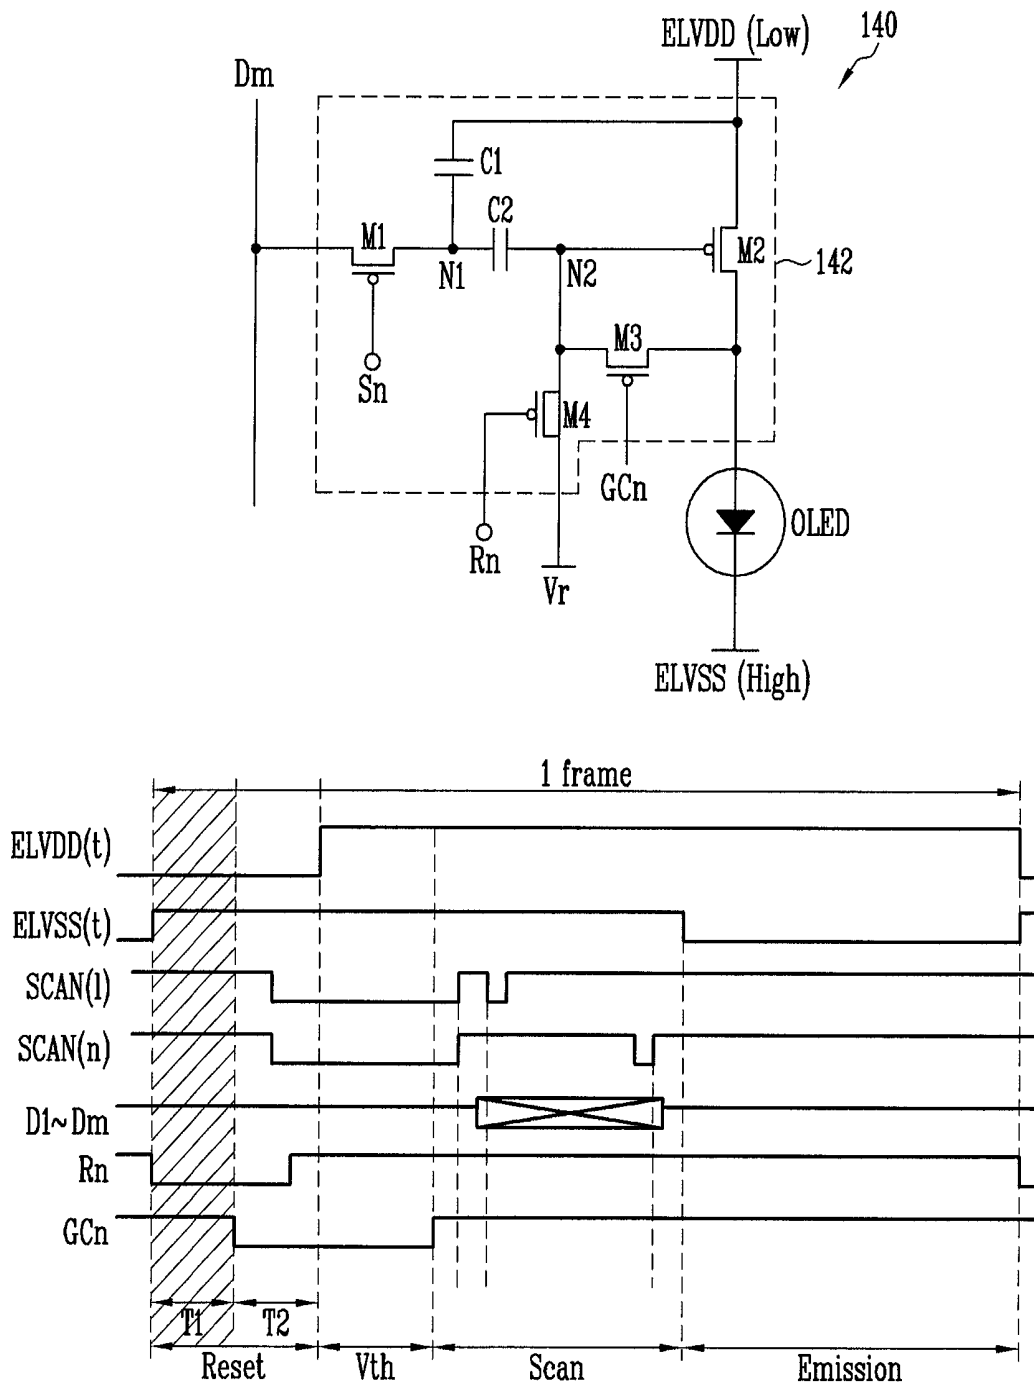 ELVDD (Low)
140
Dm
C1
C2
M1
M2
142
N1
N2
M3
Sn
M4
GCn
OLED
Rn
Vr
ELVSS (High)
1 frame
ELVDD(t)
ELVSS(t)
SCAN(1)
SCAN(n)
D1~Dm
Rn
GCn
T1
T2
Reset
Vth
Scan
Emission